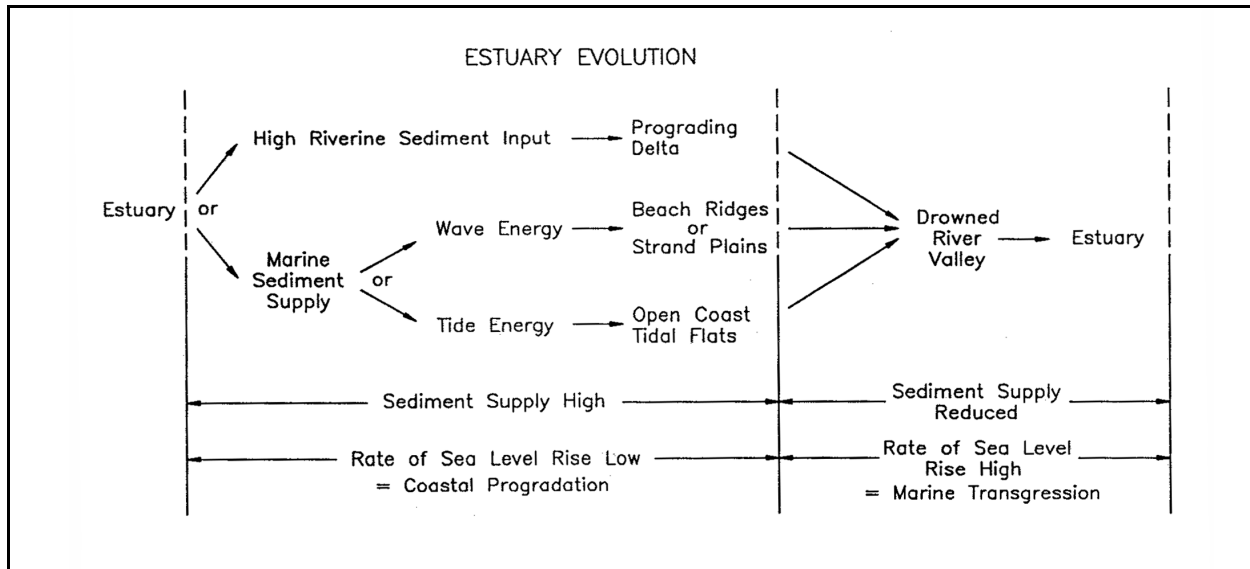 ESTUARY EVOLUTION
High Riverine Sediment Input
Prograding
Delta
Estuary
or
Marine
Sediment
Supply
or
Wave Energy
Beach Ridges
or
Strand Plains
Tide Energy
Open Coast
Tidal Flats
Drowned
River
Valley
Estuary
Sediment Supply High
Sediment Supply
Reduced
Rate of Sea Level Rise Low
= Coastal Progradation
Rate of Sea Level
Rise High
= Marine Transgression